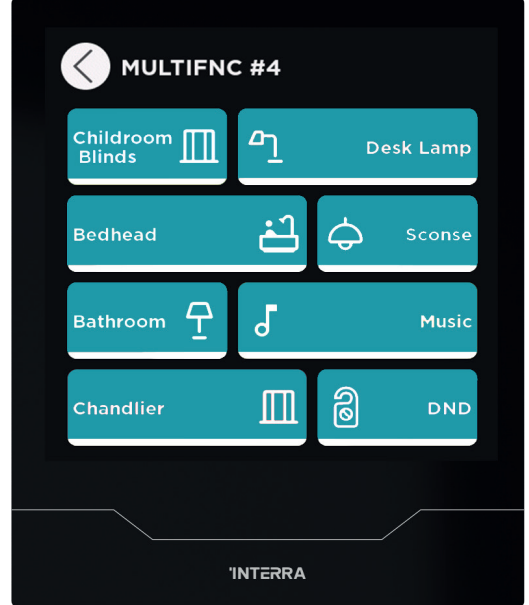 MULTIFNC #4
Childroom
Blinds
Desk Lamp
Bedhead
Sconse
Bathroom
Music
Chandlier
DND
INTERRA